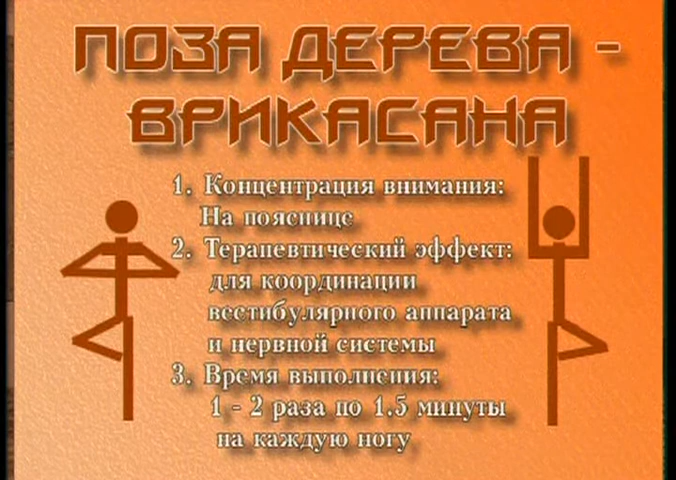 ПОЗА ДЕРЕВА -
ВРИКАСАНА
1. Концентрация внимания:
На пояснице
2. Терапевтический эффект:
для координации
вестибулярного аппарата
и нервной системы
3. Время выполнения:
1 - 2 раза по 1.5 минуты
на каждую ногу